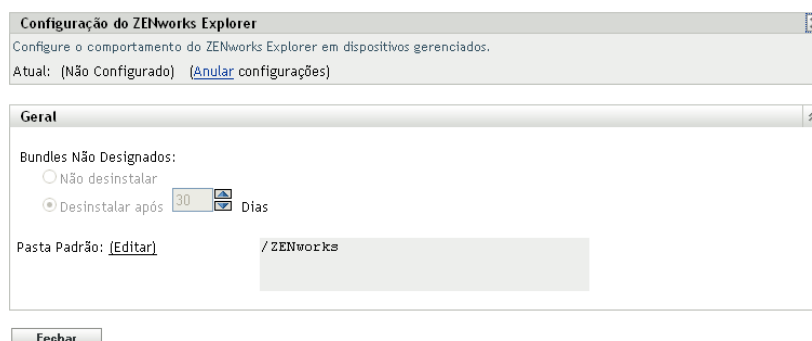 Configuração do ZENworks Explorer
Configure o comportamento do ZENworks Explorer em dispositivos gerenciados.
Atual: (Não Configurado) (Anular configurações)
Geral
Bundles Não Designados:
Não desinstalar
Desinstalar após 30 Dias
Pasta Padrão: (Editar) /ZENworks
Fechar